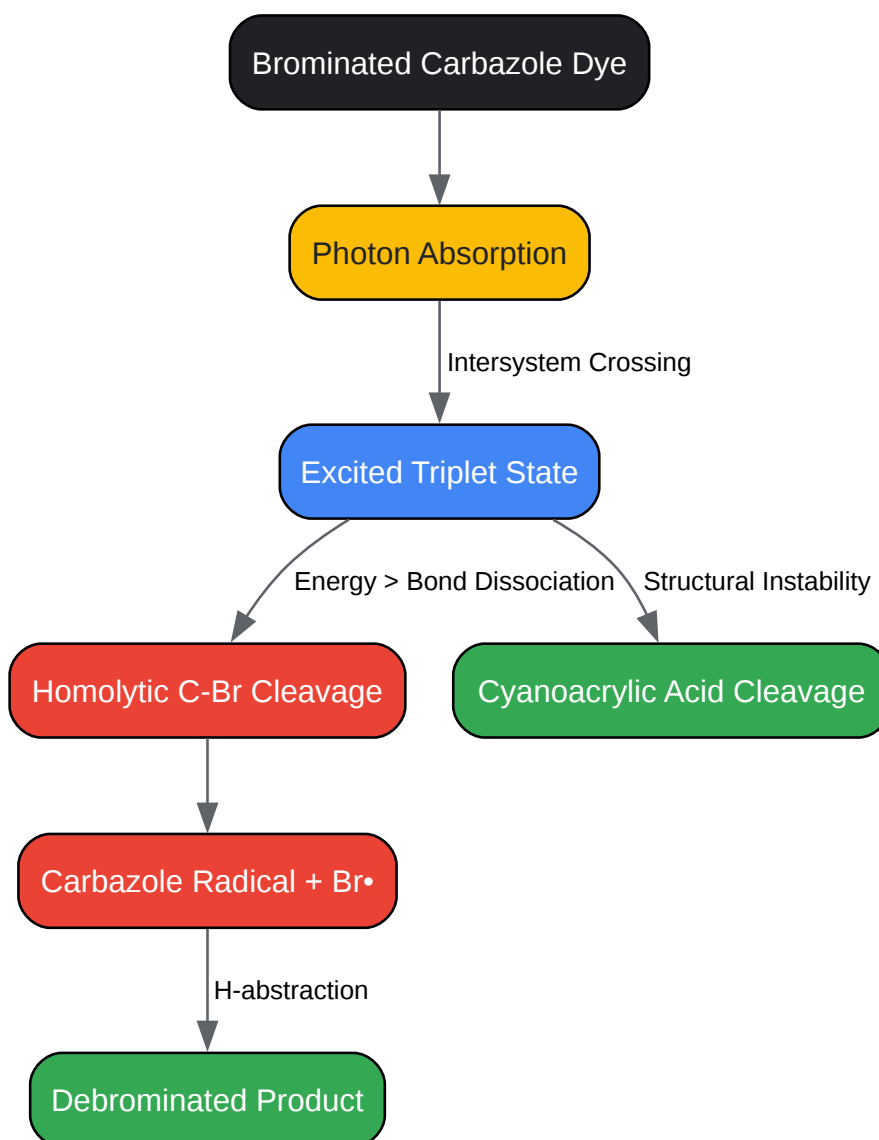 Brominated Carbazole Dye
Photon Absorption
Intersystem Crossing
Excited Triplet State
Energy > Bond Dissociation
Structural Instability
Homolytic C-Br Cleavage
Cyanoacrylic Acid Cleavage
Carbazole Radical + Br•
H-abstraction
Debrominated Product